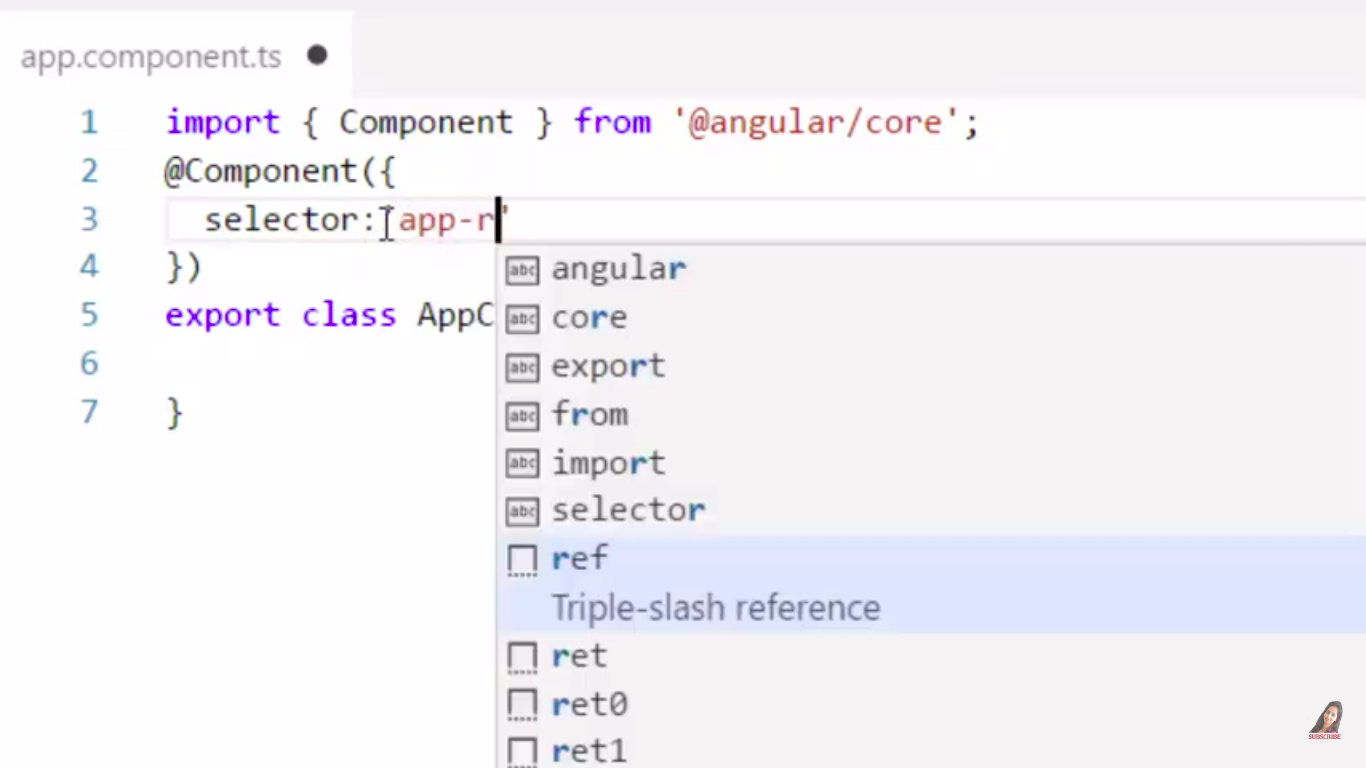 app.component.ts
1 import { Component } from '@angular/core';
2 @Component({
3 selector: 'app-r'
4 })
5 export class AppC
6
7 }
abc angular
abc core
abc export
abc from
abc import
abc selector
ref
Triple-slash reference
ret
ret0
ret1
SUBSCRIBE